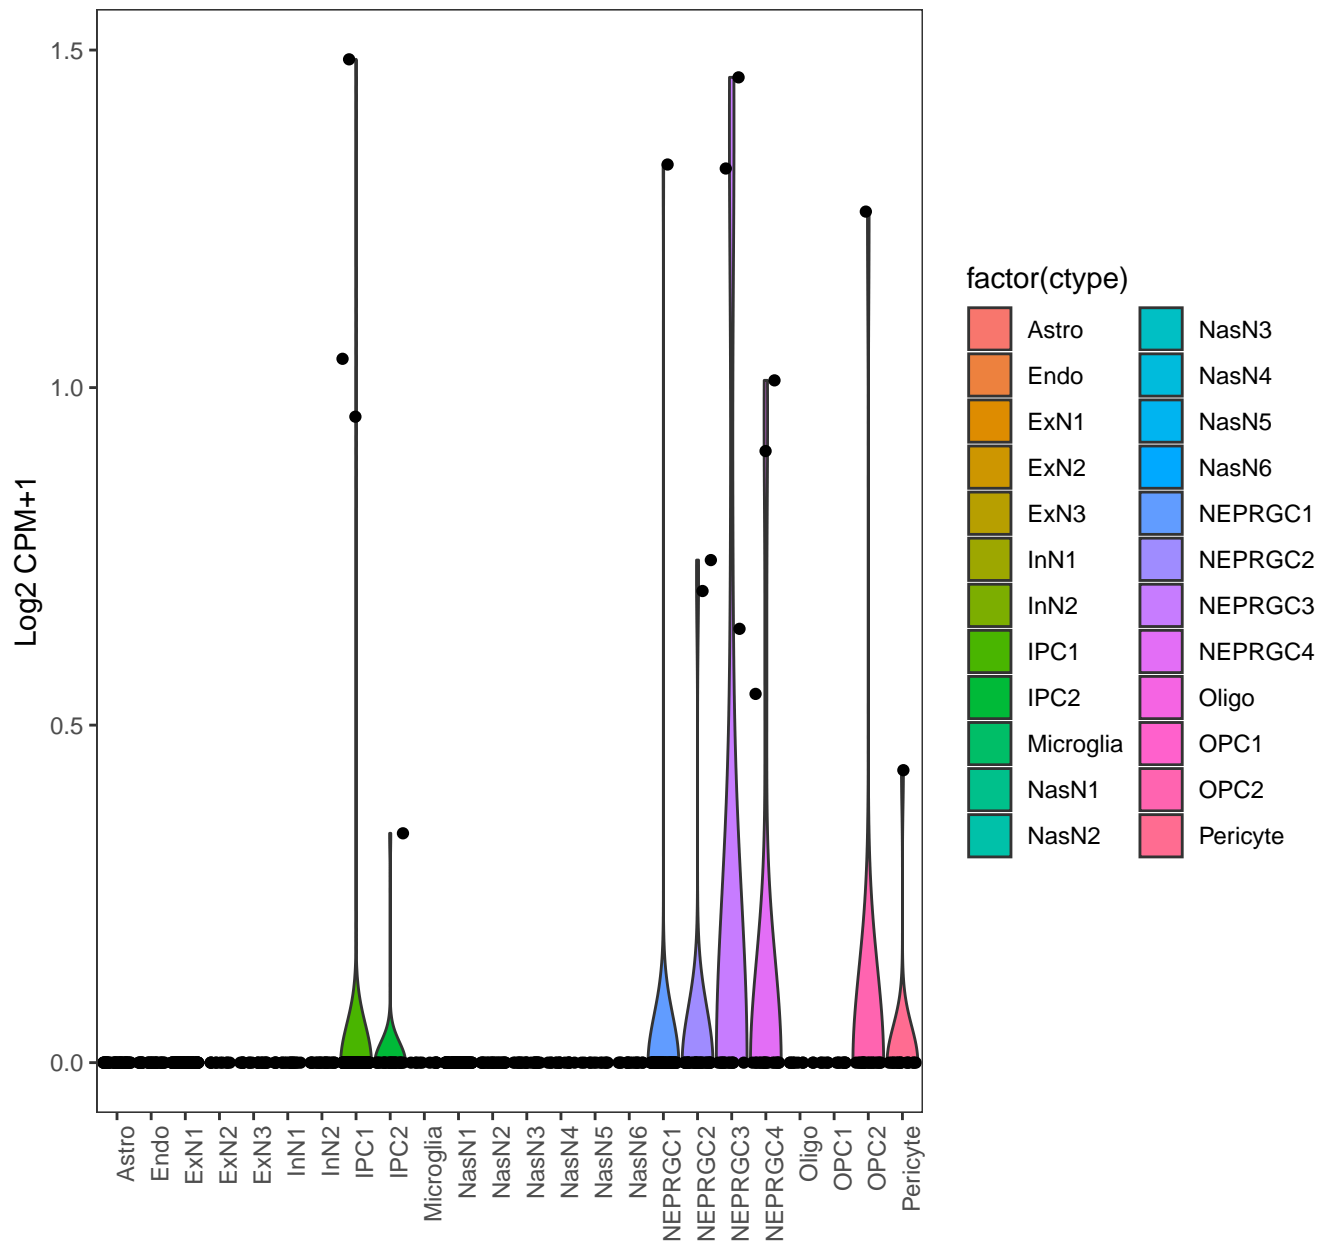 1.5
1.0
0.5
0.0
Log2 CPM+1
Astro
Endo
ExN1
ExN2
ExN3
InN1
InN2
IPC1
IPC2
Microglia
NasN1
NasN2
NasN3
NasN4
NasN5
NasN6
NEPRGC1
NEPRGC2
NEPRGC3
NEPRGC4
Oligo
OPC1
OPC2
Pericyte
factor(ctype)
Astro
Endo
ExN1
ExN2
ExN3
InN1
InN2
IPC1
IPC2
Microglia
NasN1
NasN2
NasN3
NasN4
NasN5
NasN6
NEPRGC1
NEPRGC2
NEPRGC3
NEPRGC4
Oligo
OPC1
OPC2
Pericyte